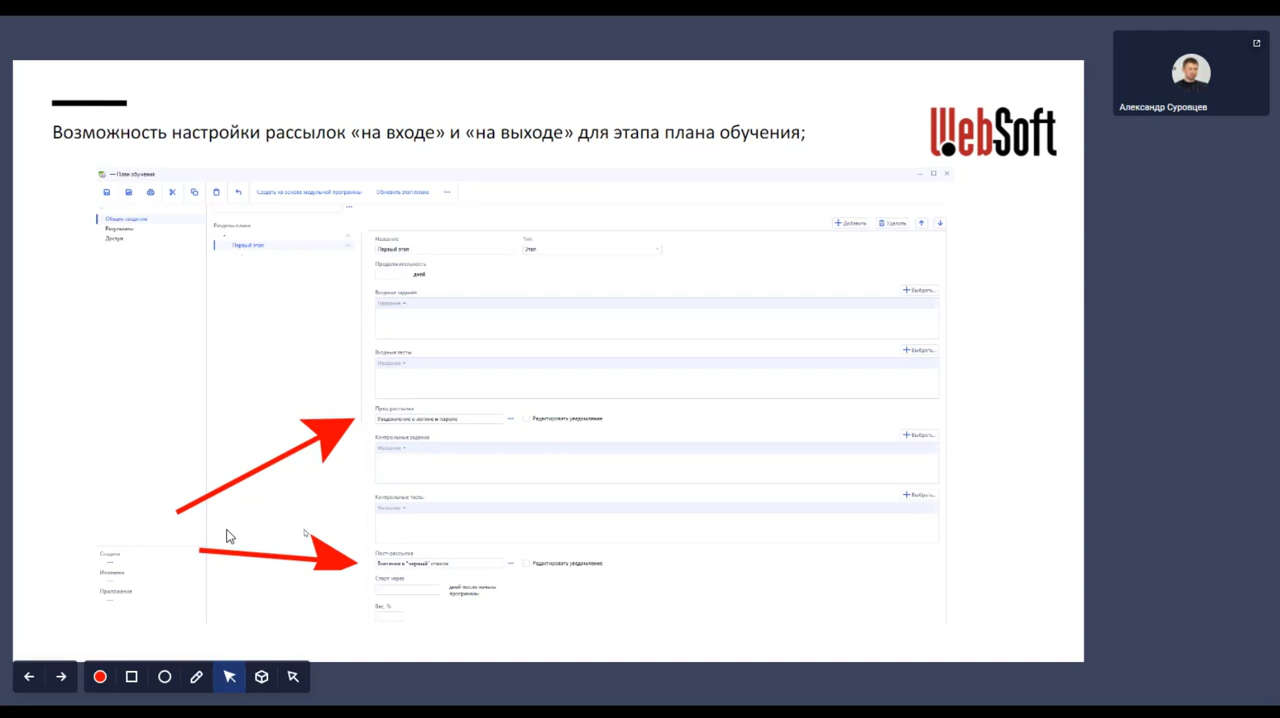 Александр Суровцев
Возможность настройки рассылок «на входе» и «на выходе» для этапа плана обучения;
WebSoft
План обучения
Создать на основе модульной программы
Обновить этап плана
Общие сведения
Результаты
Доступ
Разделы плана
Первый этап
Добавить
Удалить
Название
Тип
Первый этап
Этап
Продолжительность
дней
Входные задания
Выбрать...
Название
Входные тесты
Выбрать...
Название
Пред-рассылка
Уведомление о логине и пароле
Редактировать уведомление
Контрольные задания
Выбрать...
Название
Контрольные тесты
Выбрать...
Название
Пост-рассылка
Внесение в "черный" список
Редактировать уведомление
Старт через
дней после начала
программы
Вес, %
Создано
Изменено
Приложение